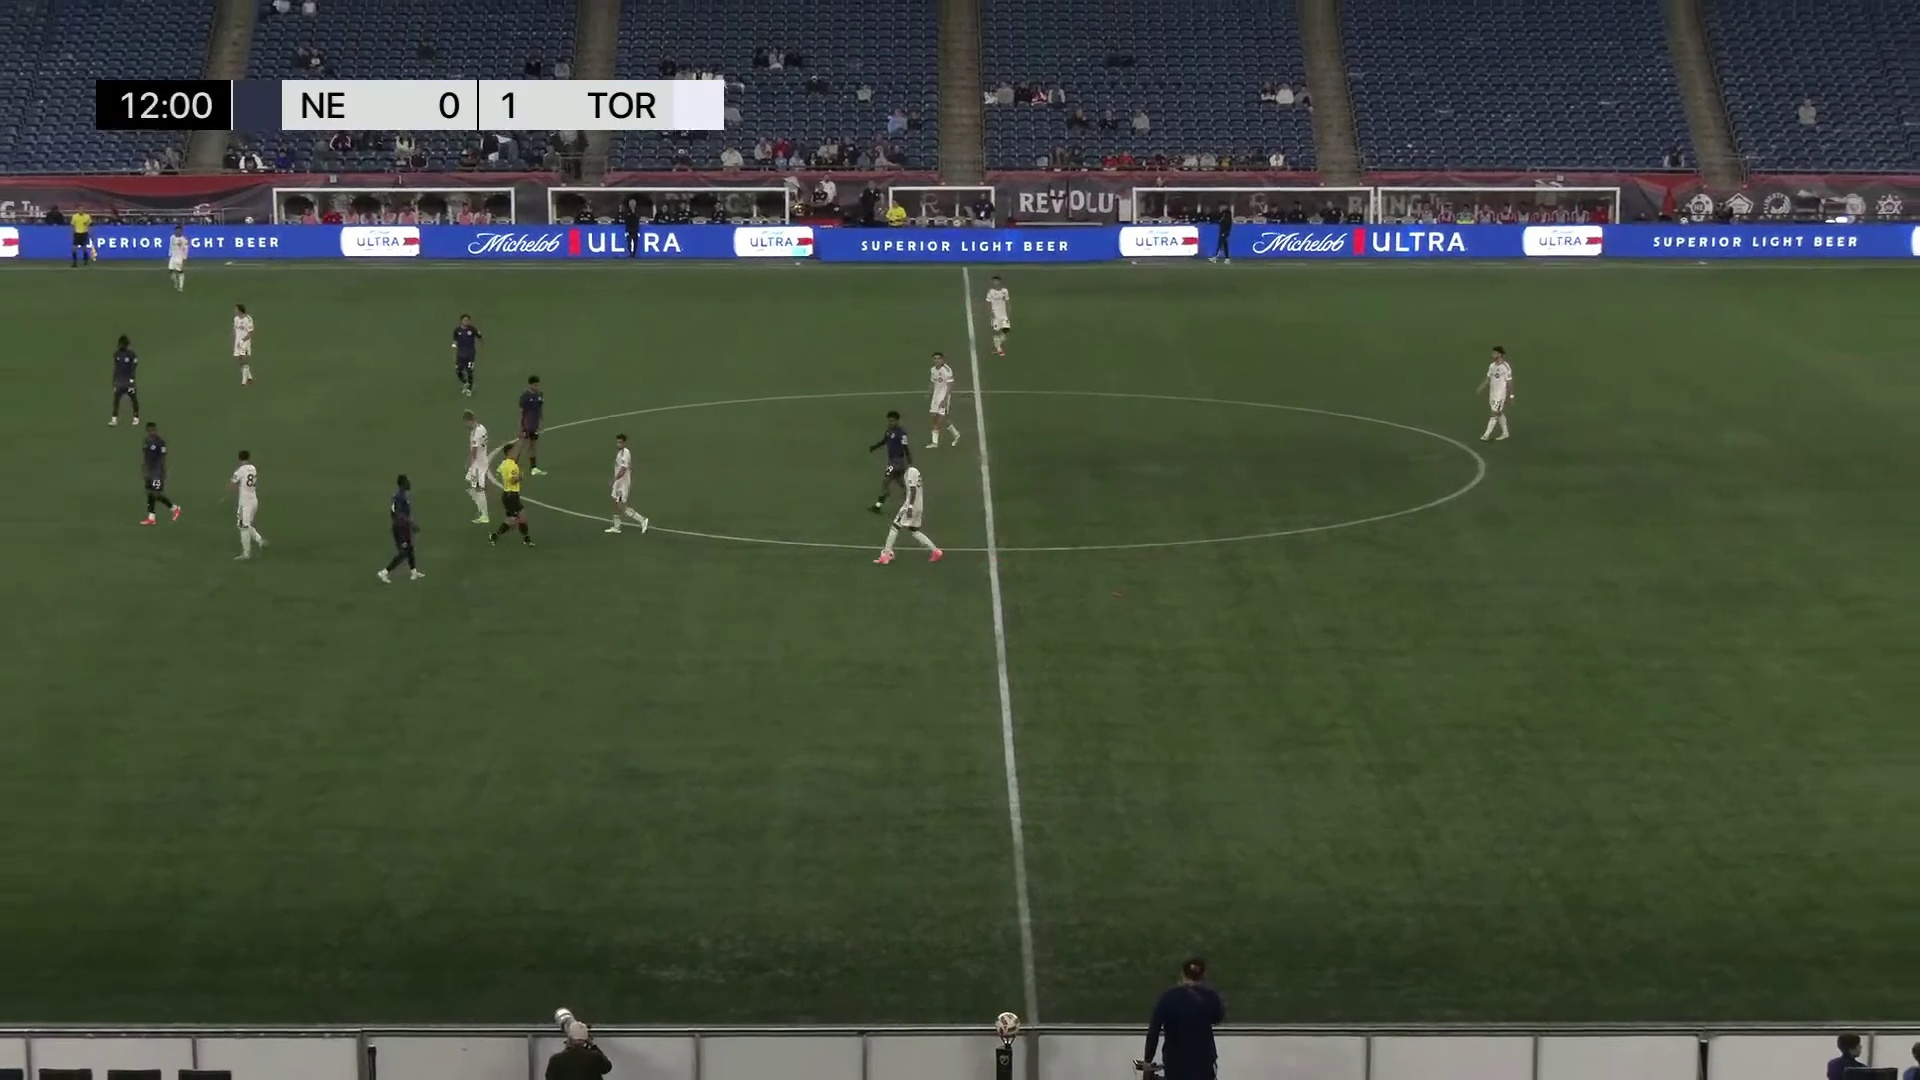 12:00 NE 0 1 TOR
REVOLU
SUPERIOR LIGHT BEER ULTRA Michelob ULTRA ULTRA SUPERIOR LIGHT BEER ULTRA Michelob ULTRA ULTRA SUPERIOR LIGHT BEER